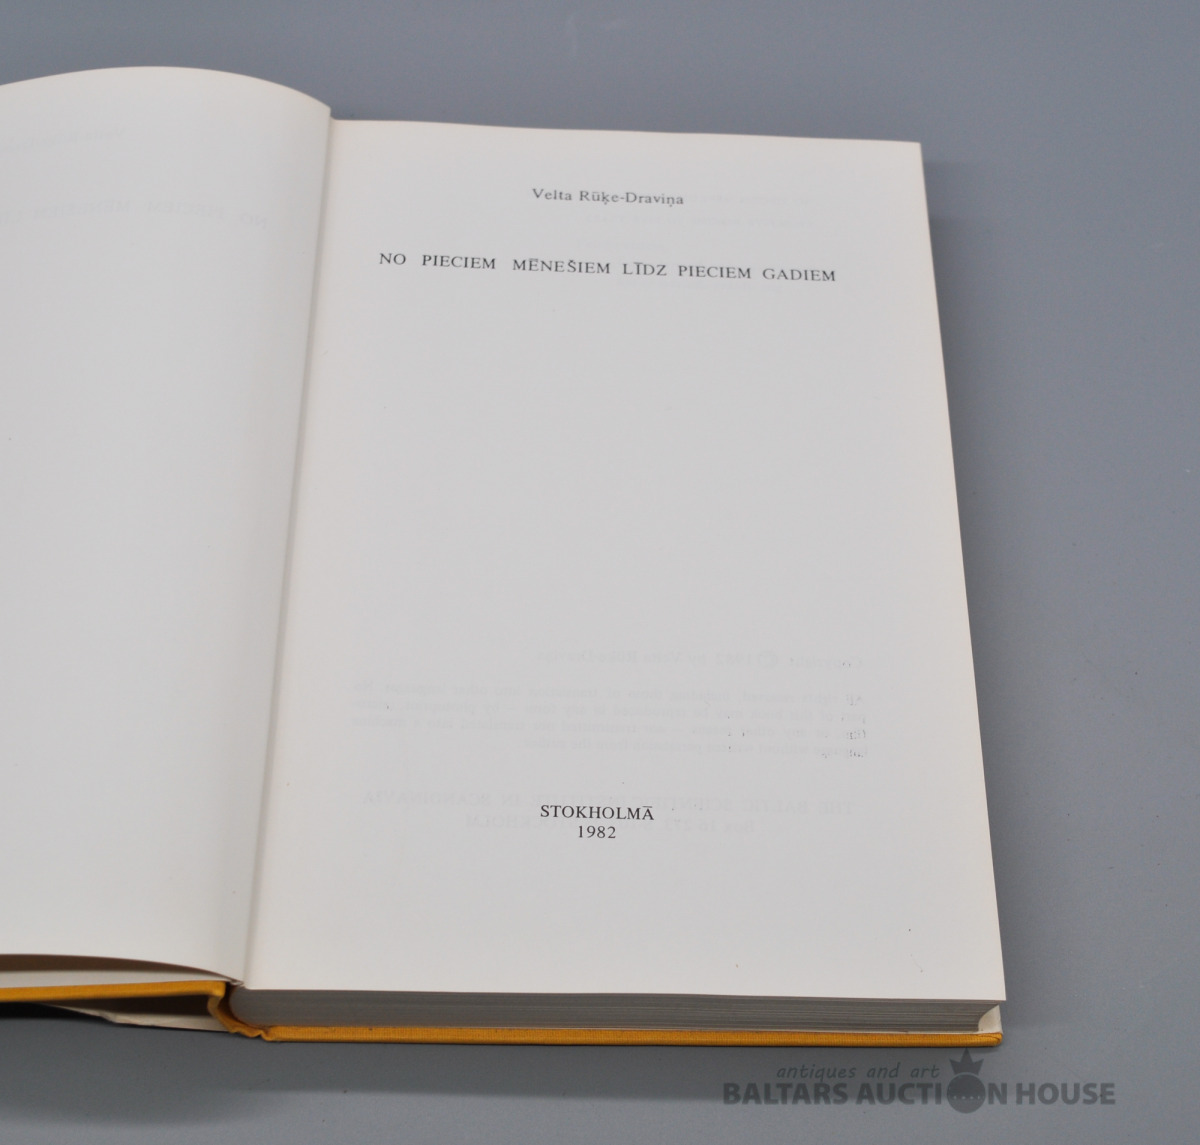 Velta Rūķe-Draviņa
NO PIECIEM MĒNEŠIEM LĪDZ PIECIEM GADIEM
STOKHOLMĀ
1982
antiques and art
BALTARS AUCTION HOUSE